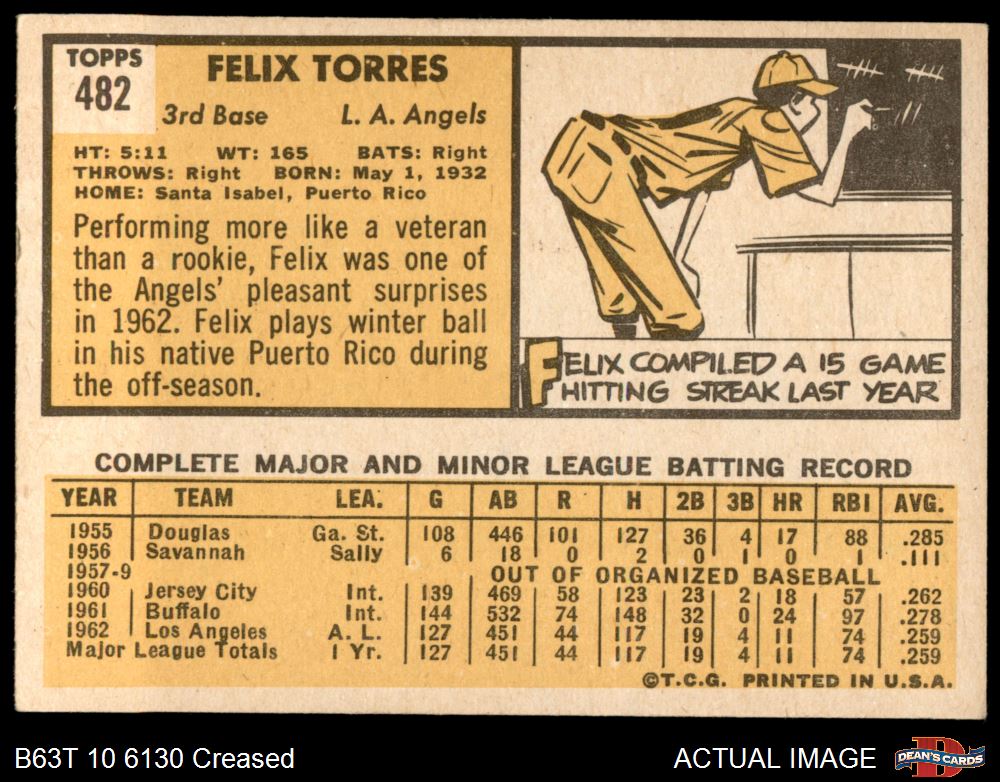 TOPPS
482
FELIX TORRES
3rd Base L. A. Angels
HT: 5:11 WT: 165 BATS: Right
THROWS: Right BORN: May 1, 1932
HOME: Santa Isabel, Puerto Rico
Performing more like a veteran
than a rookie, Felix was one of
the Angels' pleasant surprises
in 1962. Felix plays winter ball
in his native Puerto Rico during
the off-season.
FELIX COMPILED A 15 GAME
HITTING STREAK LAST YEAR
COMPLETE MAJOR AND MINOR LEAGUE BATTING RECORD
YEAR TEAM LEA. G AB R H 2B 3B HR RBI AVG.
1955 Douglas Ga. St. 108 446 101 127 36 4 17 88 .285
1956 Savannah Sally 6 18 0 2 0 1 0 1 .111
1957-9 OUT OF ORGANIZED BASEBALL
1960 Jersey City Int. 139 469 58 123 23 2 18 57 .262
1961 Buffalo Int. 144 532 74 148 32 0 24 97 .278
1962 Los Angeles A. L. 127 451 44 117 19 4 11 74 .259
Major League Totals 1 Yr. 127 451 44 117 19 4 11 74 .259
©T.C.G. PRINTED IN U.S.A.
B63T 10 6130 Creased ACTUAL IMAGE
D
DEAN'S CARDS